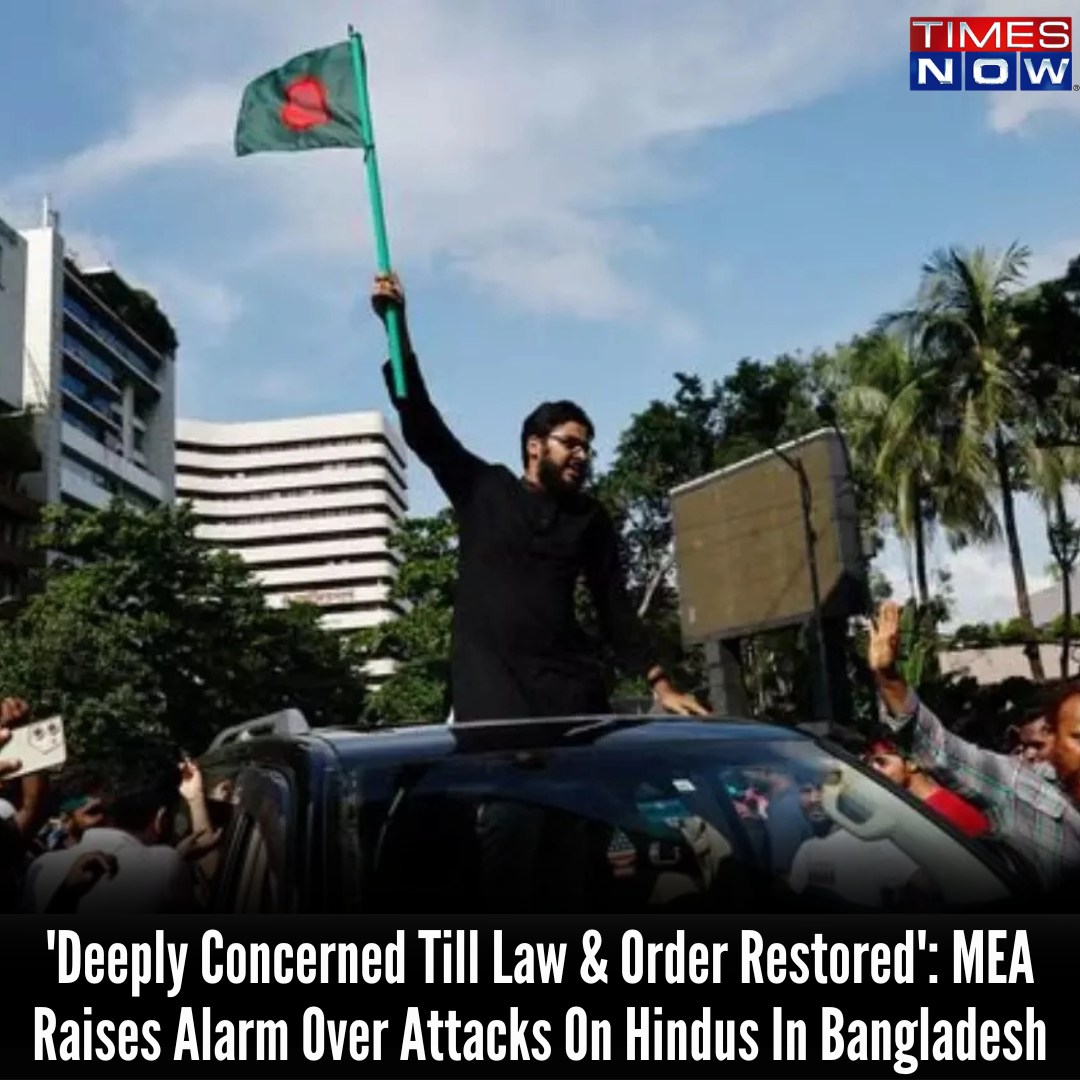 TIMES
NOW
'Deeply Concerned Till Law & Order Restored': MEA
Raises Alarm Over Attacks On Hindus In Bangladesh